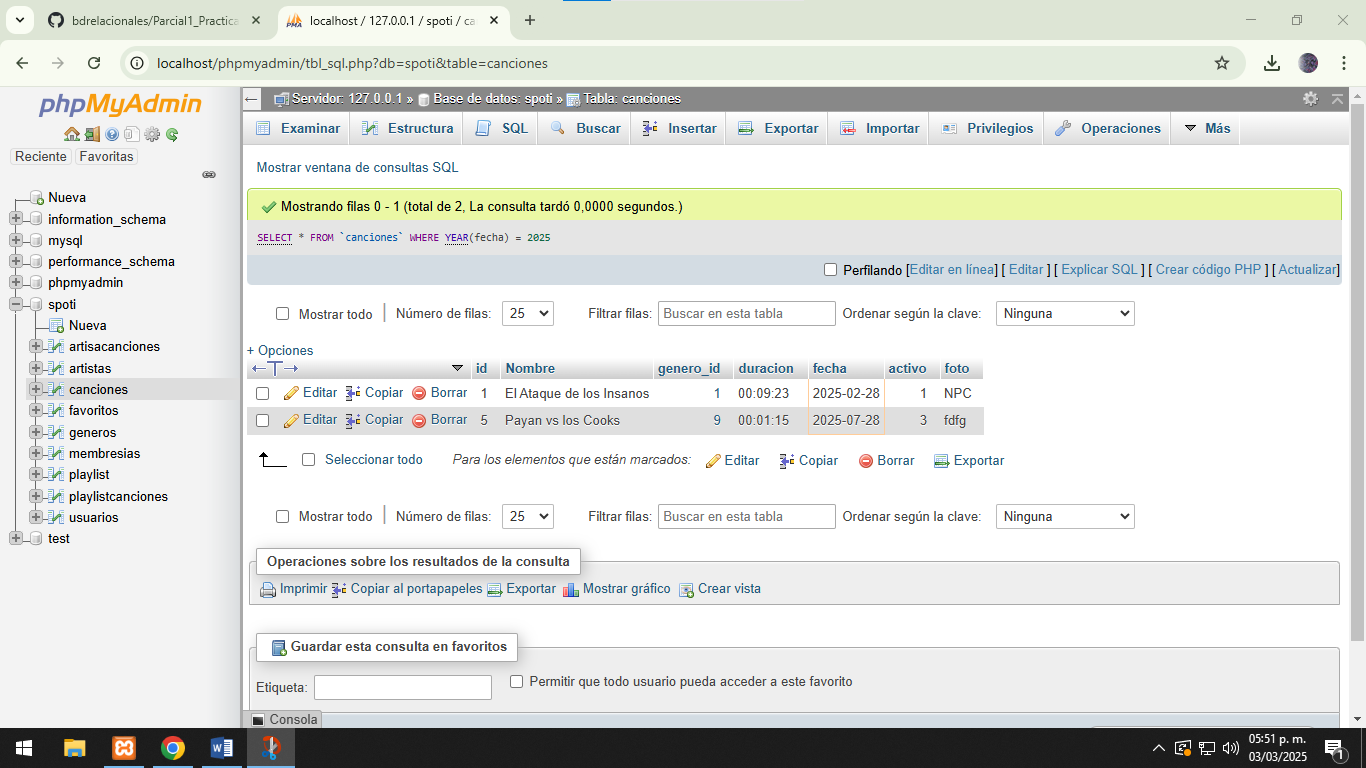 bdrelacionales/Parcial1_Practica
localhost / 127.0.0.1 / spoti / ca
localhost/phpmyadmin/tbl_sql.php?db=spoti&table=canciones
phpMyAdmin
Reciente Favoritas
Nueva
information_schema
mysql
performance_schema
phpmyadmin
spoti
Nueva
artisacanciones
artistas
canciones
favoritos
generos
membresias
playlist
playlistcanciones
usuarios
test
Servidor: 127.0.0.1 » Base de datos: spoti » Tabla: canciones
Examinar Estructura SQL Buscar Insertar Exportar Importar Privilegios Operaciones Más
Mostrar ventana de consultas SQL
Mostrando filas 0 - 1 (total de 2, La consulta tardó 0,0000 segundos.)
SELECT * FROM `canciones` WHERE YEAR(fecha) = 2025
Perfilando [Editar en línea] [ Editar ] [ Explicar SQL ] [ Crear código PHP ] [ Actualizar]
Mostrar todo Número de filas: 25 Filtrar filas: Buscar en esta tabla Ordenar según la clave: Ninguna
+ Opciones
←T→ id Nombre genero_id duracion fecha activo foto
Editar Copiar Borrar 1 El Ataque de los Insanos 1 00:09:23 2025-02-28 1 NPC
Editar Copiar Borrar 5 Payan vs los Cooks 9 00:01:15 2025-07-28 3 fdfg
Seleccionar todo Para los elementos que están marcados: Editar Copiar Borrar Exportar
Mostrar todo Número de filas: 25 Filtrar filas: Buscar en esta tabla Ordenar según la clave: Ninguna
Operaciones sobre los resultados de la consulta
Imprimir Copiar al portapapeles Exportar Mostrar gráfico Crear vista
Guardar esta consulta en favoritos
Etiqueta: Permitir que todo usuario pueda acceder a este favorito
Consola
05:51 p. m.
03/03/2025
1